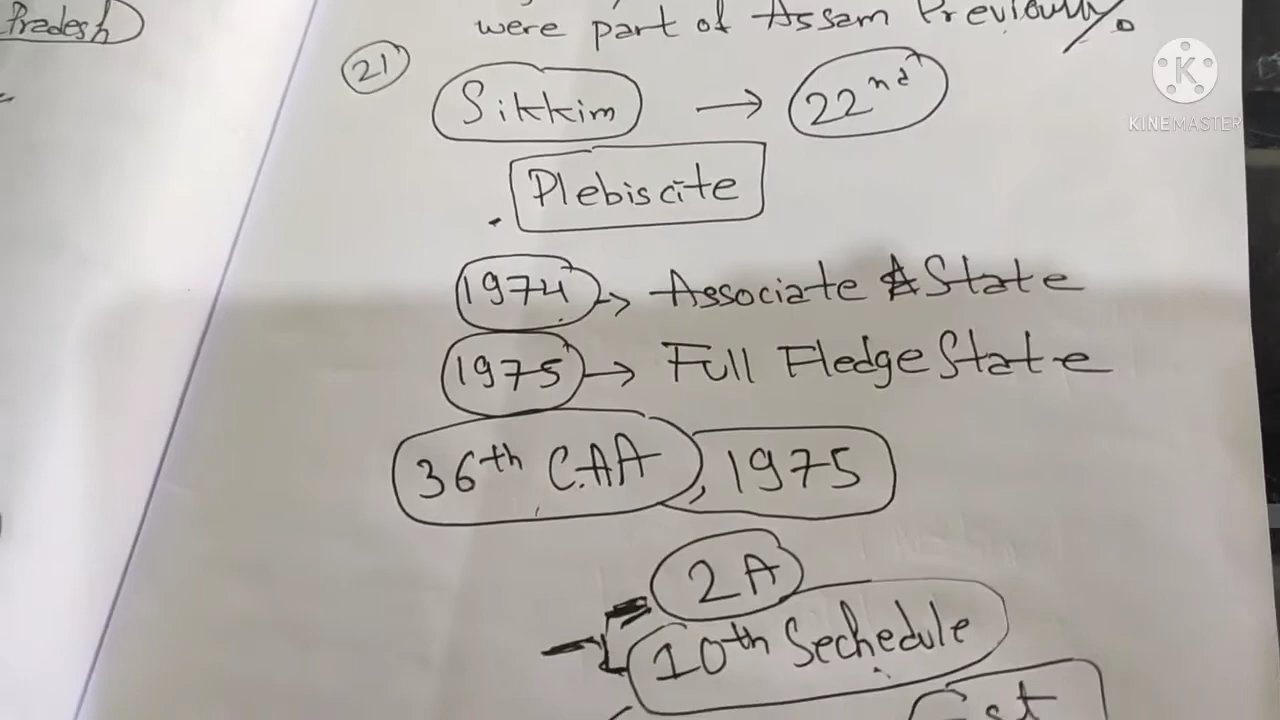 Pradesh
were part of Assam Previously.
21
Sikkim → 22nd
Plebiscite
1974 → Associate State
1975 → Full Fledge State
36th C.A.A, 1975
2A
10th Sechedule
K
KINEMASTER